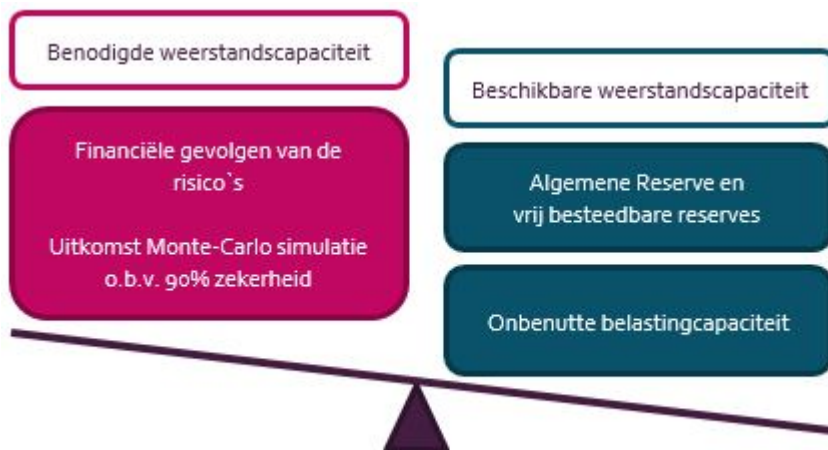 Benodigde weerstandscapaciteit
Financiële gevolgen van de
risico`s
Uitkomst Monte-Carlo simulatie
o.b.v. 90% zekerheid
Beschikbare weerstandscapaciteit
Algemene Reserve en
vrij besteedbare reserves
Onbenutte belastingcapaciteit